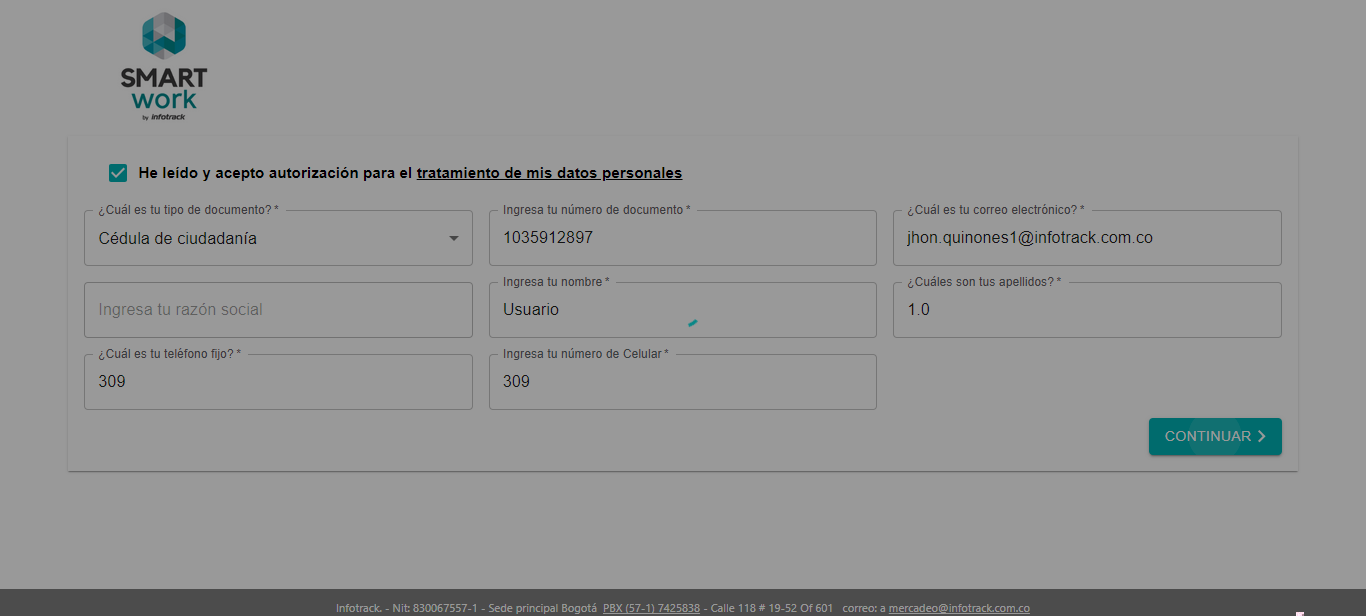 SMART
work
by infotrack
He leído y acepto autorización para el tratamiento de mis datos personales
¿Cuál es tu tipo de documento? *
Cédula de ciudadanía
Ingresa tu número de documento *
1035912897
¿Cuál es tu correo electrónico? *
jhon.quinones1@infotrack.com.co
Ingresa tu razón social
Ingresa tu nombre *
Usuario
¿Cuáles son tus apellidos? *
1.0
¿Cuál es tu teléfono fijo? *
309
Ingresa tu número de Celular *
309
CONTINUAR
Infotrack. - Nit: 830067557-1 - Sede principal Bogotá PBX (57-1) 7425838 - Calle 118 # 19-52 Of 601 correo: a mercadeo@infotrack.com.co